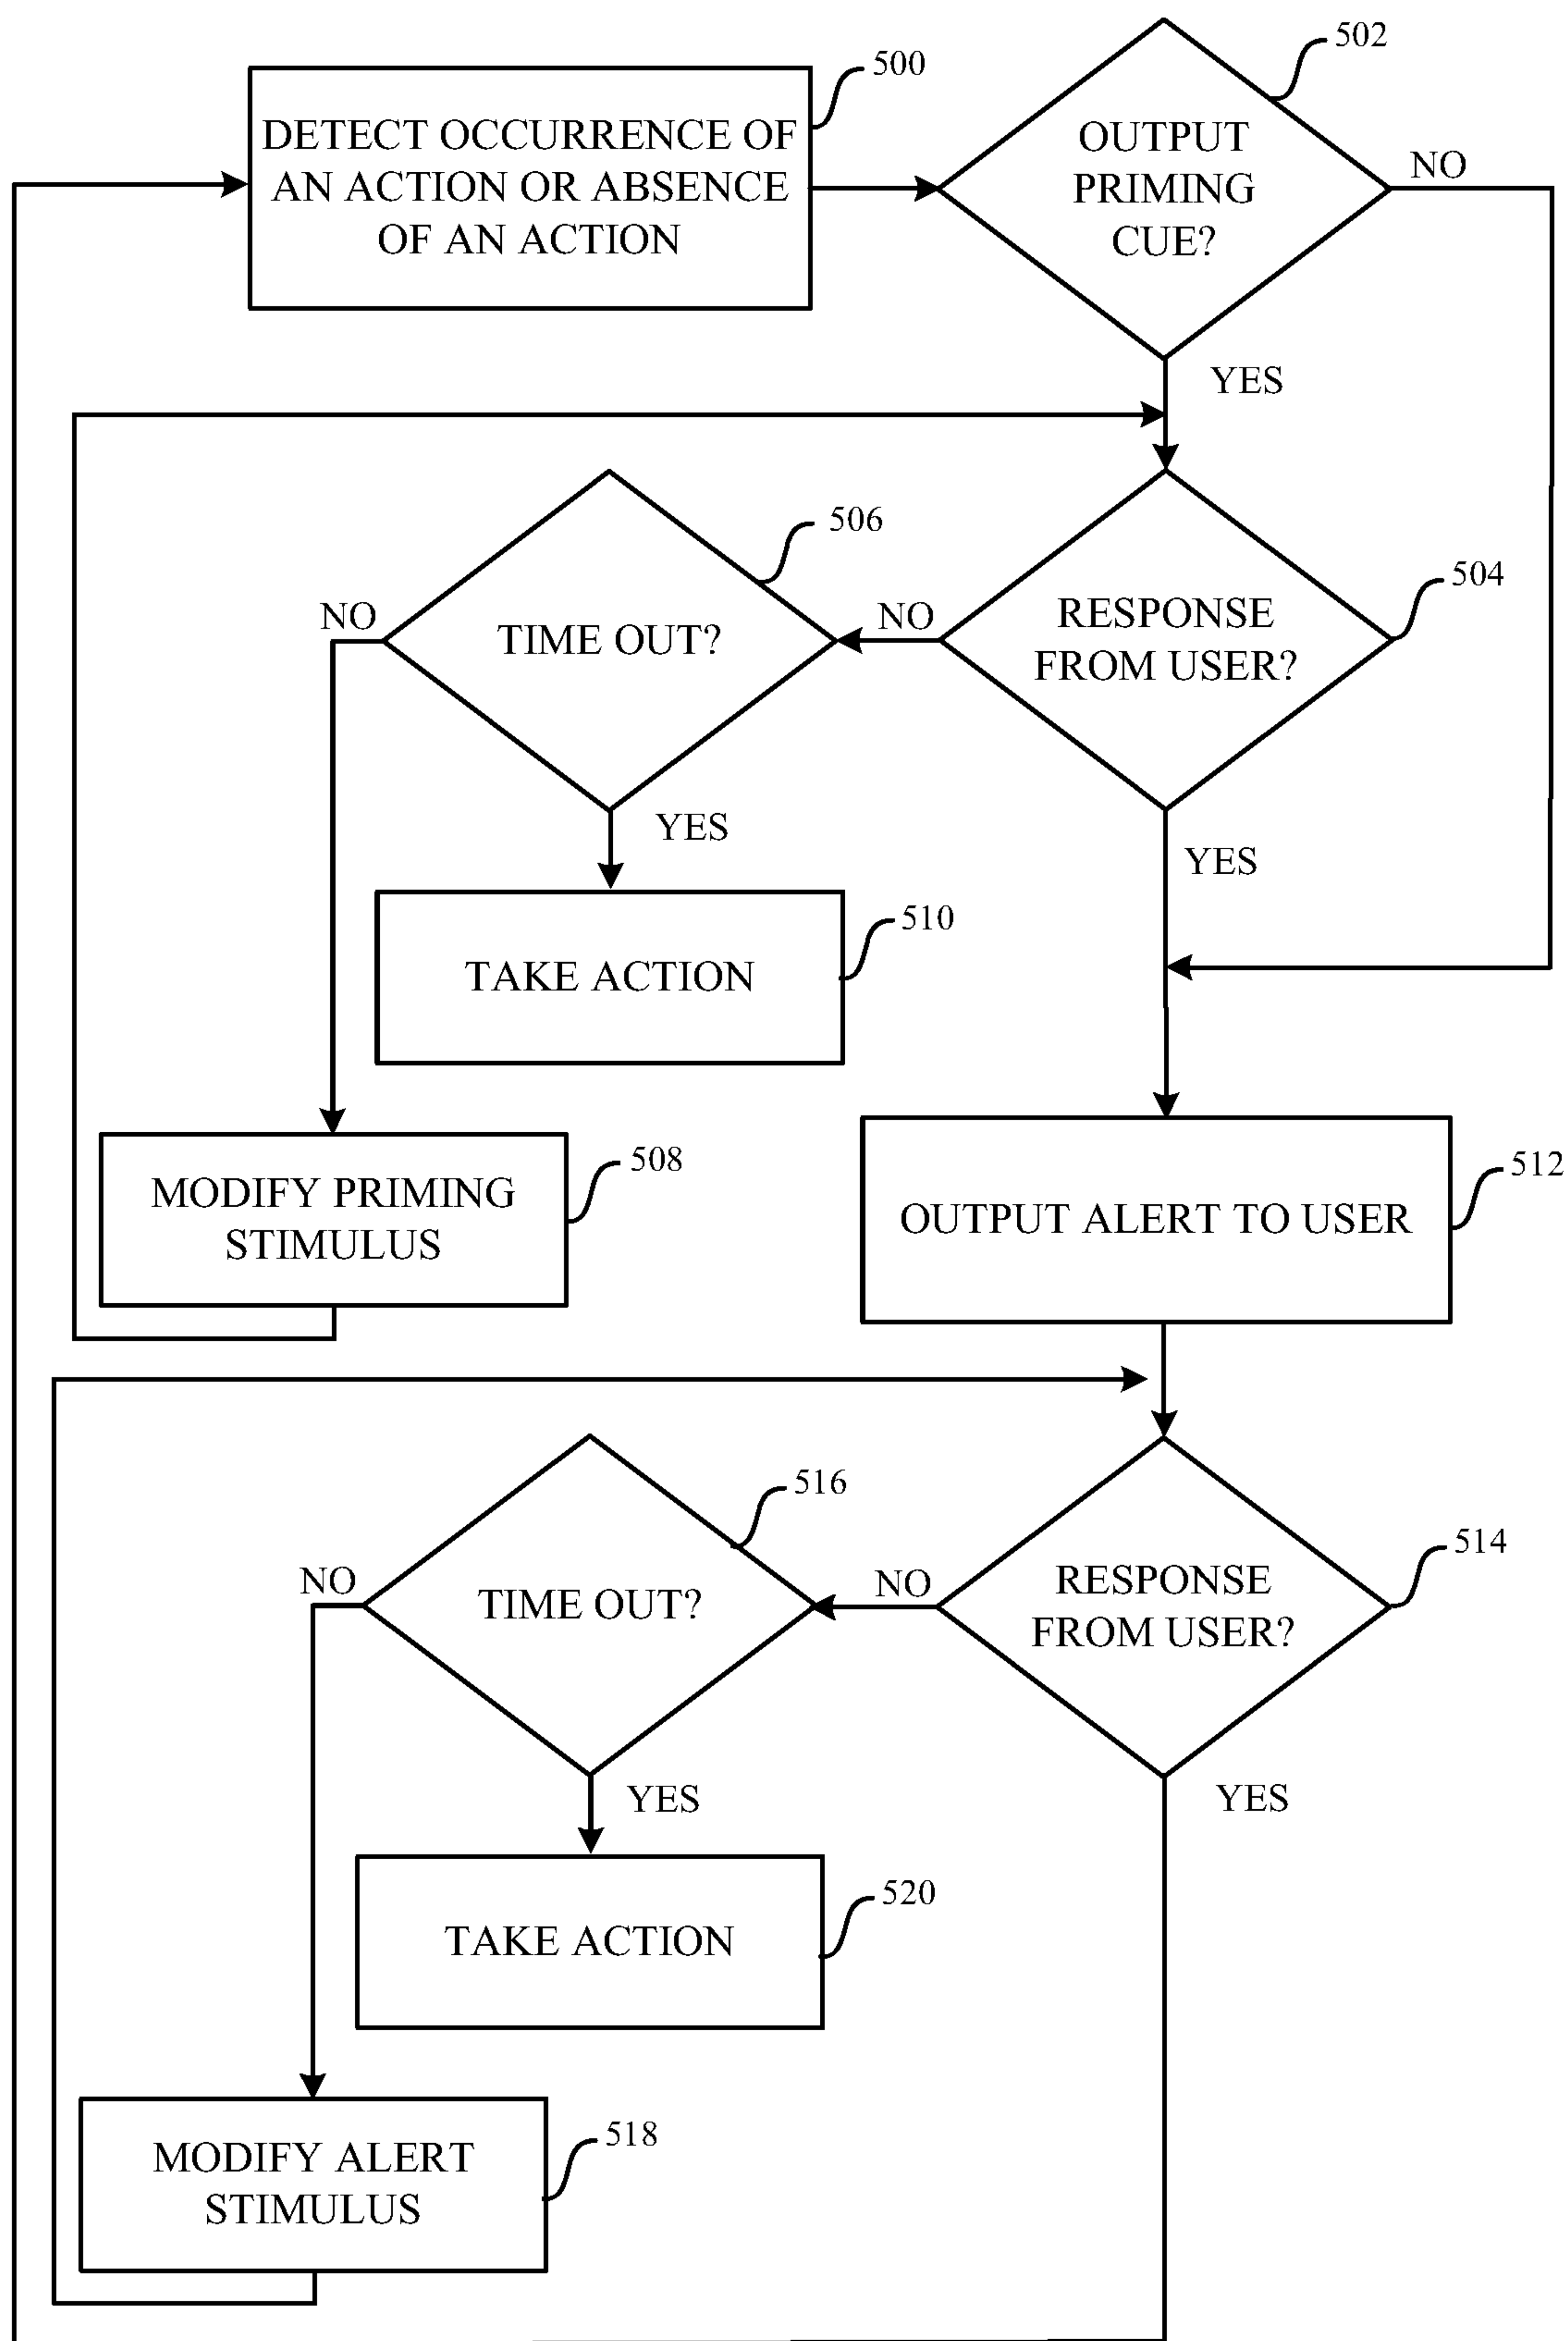 500
DETECT OCCURRENCE OF
AN ACTION OR ABSENCE
OF AN ACTION
502
OUTPUT
PRIMING
CUE?
NO
YES
506
TIME OUT?
NO
YES
504
RESPONSE
FROM USER?
NO
YES
510
TAKE ACTION
508
MODIFY PRIMING
STIMULUS
512
OUTPUT ALERT TO USER
516
TIME OUT?
NO
YES
514
RESPONSE
FROM USER?
NO
YES
520
TAKE ACTION
518
MODIFY ALERT
STIMULUS